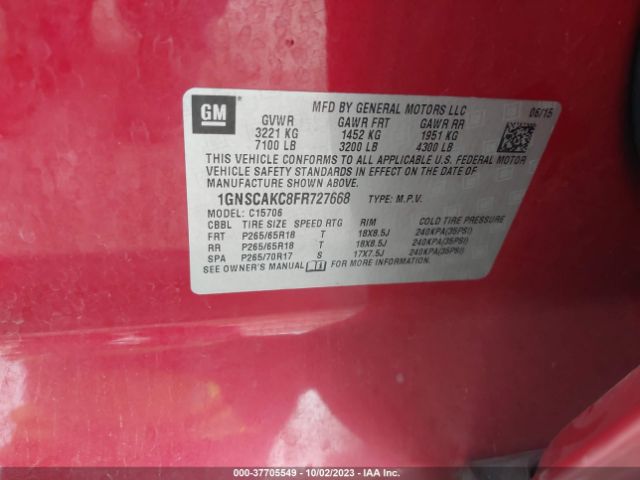 GM
MFD BY GENERAL MOTORS LLC 06/15
GVWR GAWR FRT GAWR RR
3221 KG 1452 KG 1951 KG
7100 LB 3200 LB 4300 LB
THIS VEHICLE CONFORMS TO ALL APPLICABLE U.S. FEDERAL MOTOR
VEHICLE SAFETY STANDARDS IN EFFECT ON THE DATE OF
MANUFACTURE SHOWN ABOVE.
1GNSCAKC8FR727668 TYPE: M.P.V.
MODEL: C15706
CBBL TIRE SIZE SPEED RTG RIM COLD TIRE PRESSURE
FRT P265/65R18 T 18X8.5J 240KPA(35PSI)
RR P265/65R18 T 18X8.5J 240KPA(35PSI)
SPA P265/70R17 S 17X7.5J 240KPA(35PSI)
SEE OWNER'S MANUAL FOR MORE INFORMATION.
000-37705549 - 10/02/2023 - IAA Inc.